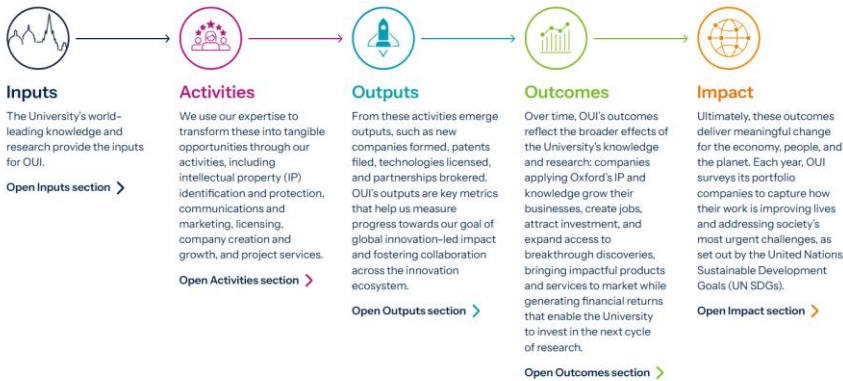 Inputs
The University's world-
leading knowledge and
research provide the inputs
for OUI.
Open Inputs section
Activities
We use our expertise to
transform these into tangible
opportunities through our
activities, including
intellectual property (IP)
identification and protection,
communications and
marketing, licensing,
company creation and
growth, and project services.
Open Activities section
Outputs
From these activities emerge
outputs, such as new
companies formed, patents
filed, technologies licensed,
and partnerships brokered.
OUI's outputs are key metrics
that help us measure
progress towards our goal of
global innovation-led impact
and fostering collaboration
across the innovation
ecosystem.
Open Outputs section
Outcomes
Over time, OUI's outcomes
reflect the broader effects of
the University's knowledge
and research: companies
applying Oxford's IP and
knowledge grow their
businesses, create jobs,
attract investment, and
expand access to
breakthrough discoveries,
bringing impactful products
and services to market while
generating financial returns
that enable the University
to invest in the next cycle
of research.
Open Outcomes section
Impact
Ultimately, these outcomes
deliver meaningful change
for the economy, people, and
the planet. Each year, OUI
surveys its portfolio
companies to capture how
their work is improving lives
and addressing society's
most urgent challenges, as
set out by the United Nations
Sustainable Development
Goals (UN SDGs).
Open Impact section